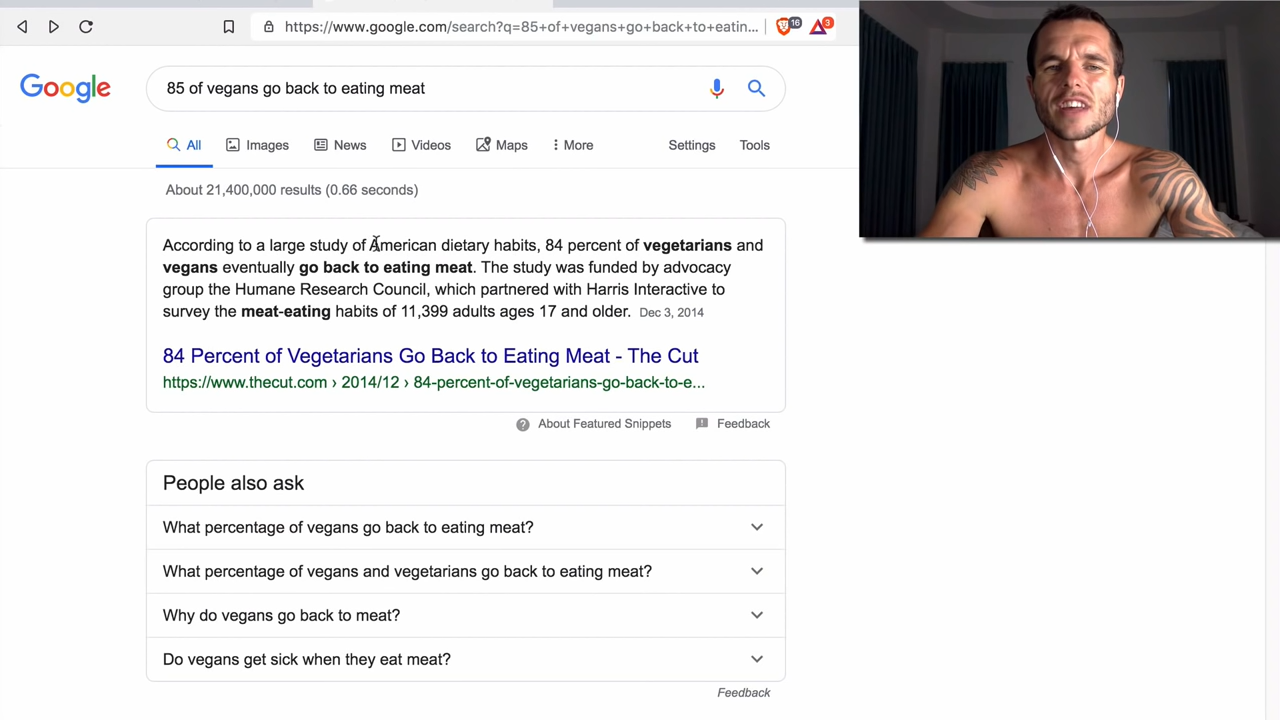 https://www.google.com/search?q=85+of+vegans+go+back+to+eatin...
16
3
Google
85 of vegans go back to eating meat
All Images News Videos Maps More Settings Tools
About 21,400,000 results (0.66 seconds)
According to a large study of American dietary habits, 84 percent of vegetarians and
vegans eventually go back to eating meat. The study was funded by advocacy
group the Humane Research Council, which partnered with Harris Interactive to
survey the meat-eating habits of 11,399 adults ages 17 and older. Dec 3, 2014
84 Percent of Vegetarians Go Back to Eating Meat - The Cut
https://www.thecut.com › 2014/12 › 84-percent-of-vegetarians-go-back-to-e...
About Featured Snippets Feedback
People also ask
What percentage of vegans go back to eating meat?
What percentage of vegans and vegetarians go back to eating meat?
Why do vegans go back to meat?
Do vegans get sick when they eat meat?
Feedback